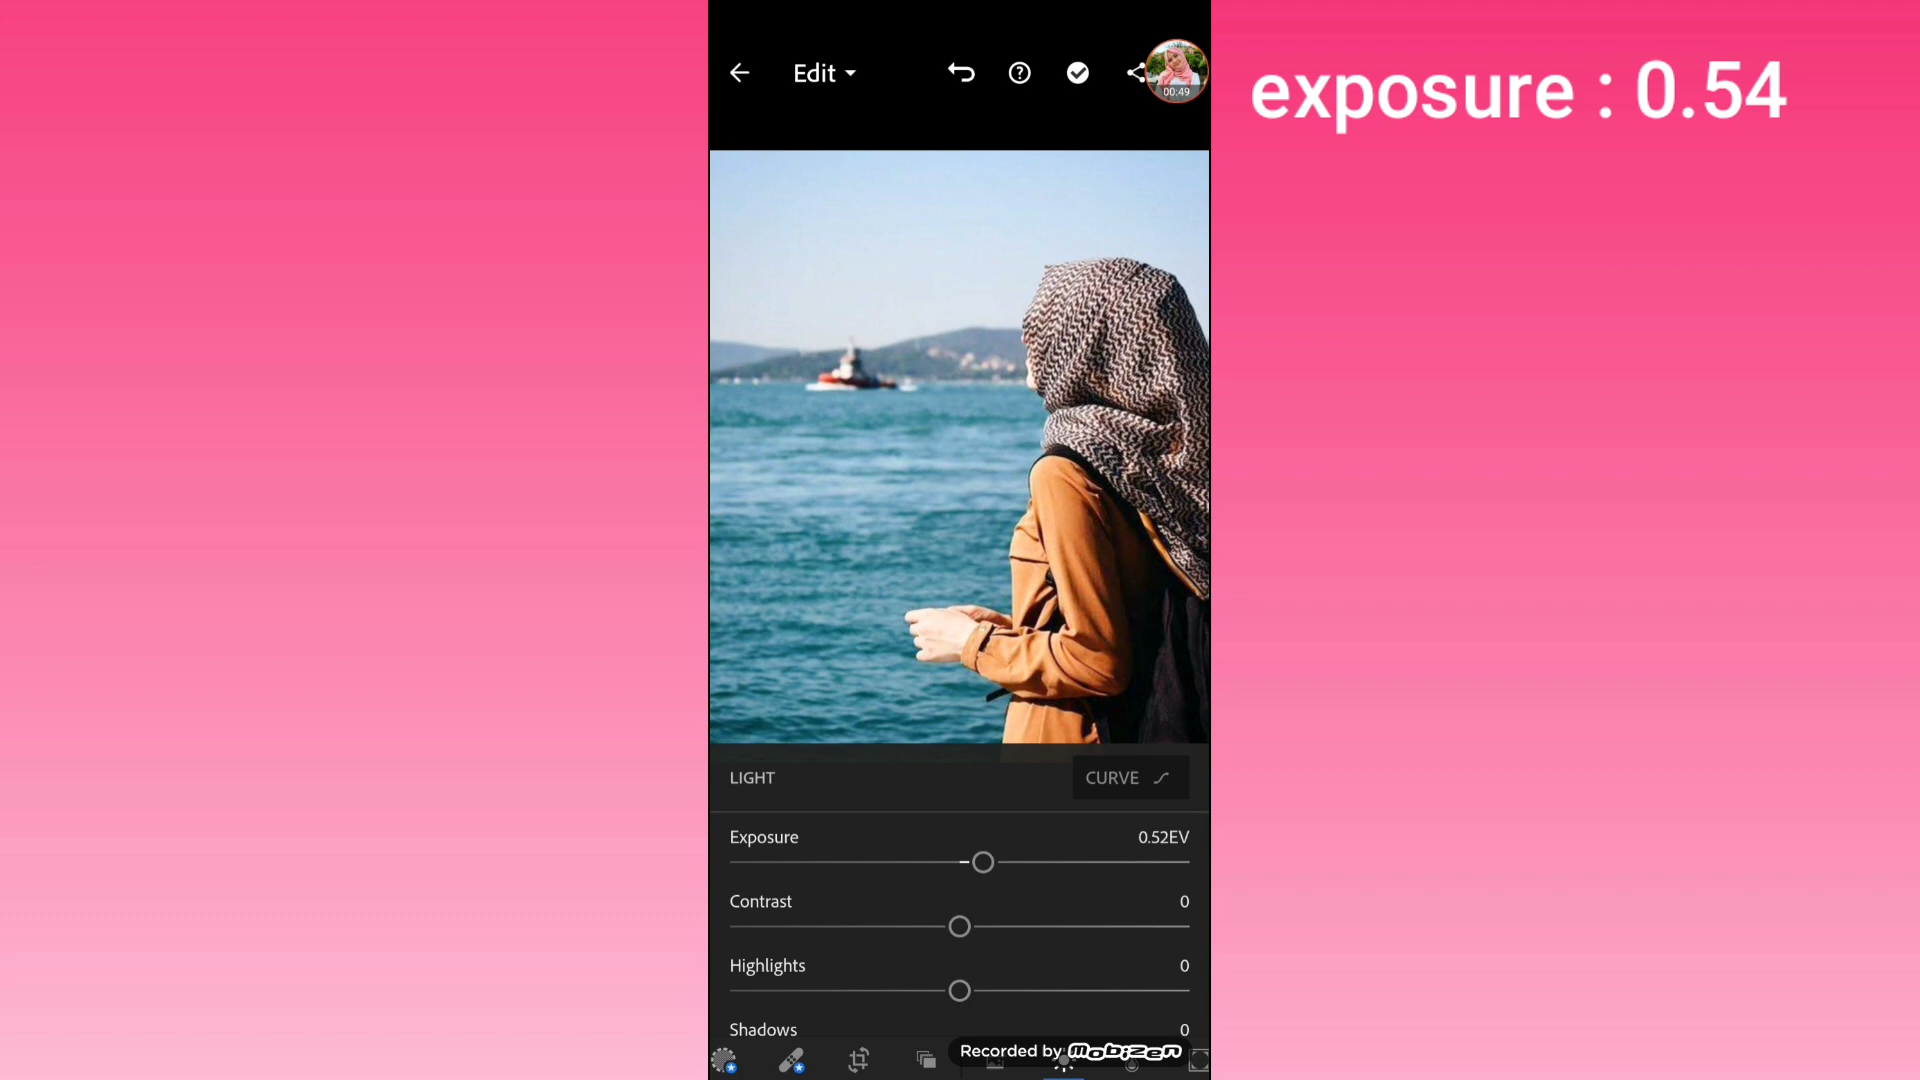 Edit
00:49
exposure : 0.54
LIGHT
CURVE
Exposure 0.52EV
Contrast 0
Highlights 0
Shadows 0
Recorded by mobizen